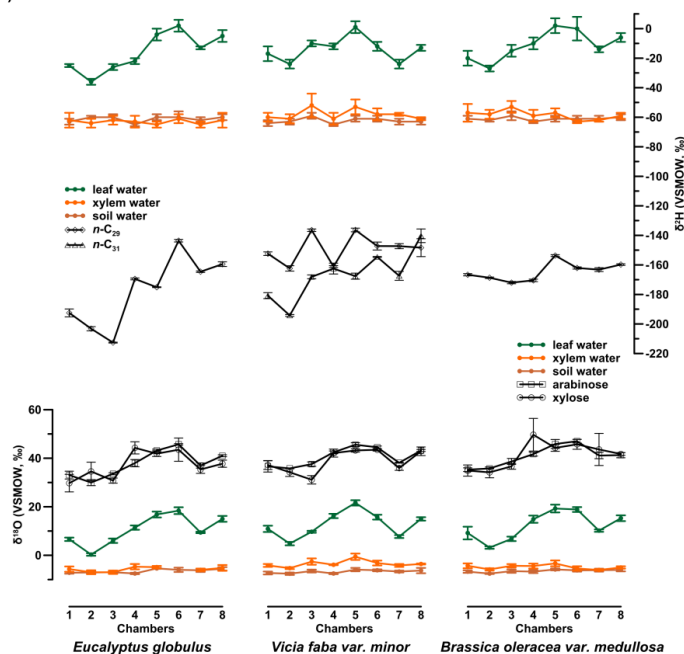 0
-20
-40
-60
-80
-100
-120
-140
-160
-180
-200
-220
δ²H (VSMOW, ‰)
leaf water
xylem water
soil water
n-C₂₉
n-C₃₁
leaf water
xylem water
soil water
arabinose
xylose
60
40
20
0
δ¹⁸O (VSMOW, ‰)
1 2 3 4 5 6 7 8 1 2 3 4 5 6 7 8 1 2 3 4 5 6 7 8
Chambers Chambers Chambers
Eucalyptus globulus Vicia faba var. minor Brassica oleracea var. medullosa